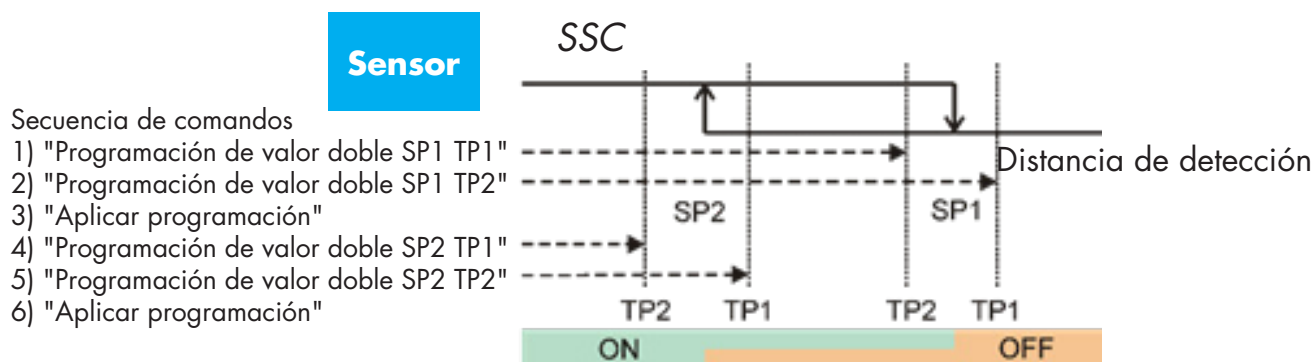 SSC
Sensor
Secuencia de comandos
1) "Programación de valor doble SP1 TP1"
2) "Programación de valor doble SP1 TP2"
3) "Aplicar programación"
4) "Programación de valor doble SP2 TP1"
5) "Programación de valor doble SP2 TP2"
6) "Aplicar programación"
Distancia de detección
SP2 SP1
TP2 TP1 TP2 TP1
ON OFF